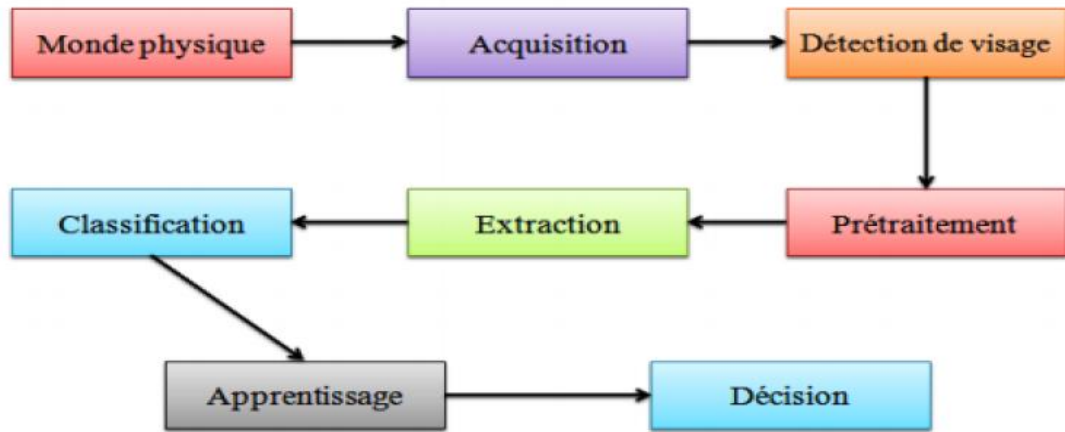 Monde physique
Acquisition
Détection de visage
Prétraitement
Extraction
Classification
Apprentissage
Décision